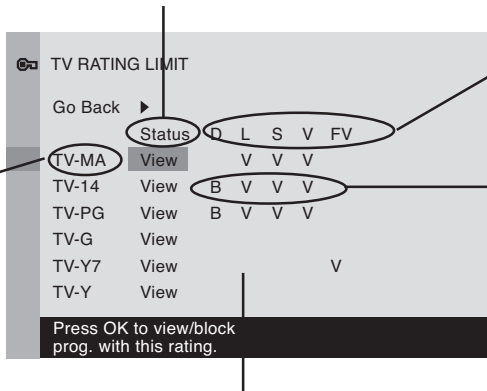 TV RATING LIMIT
Go Back
Status D L S V FV
TV-MA View V V V
TV-14 View B V V V
TV-PG View B V V V
TV-G View
TV-Y7 View V
TV-Y View
Press OK to view/block
prog. with this rating.